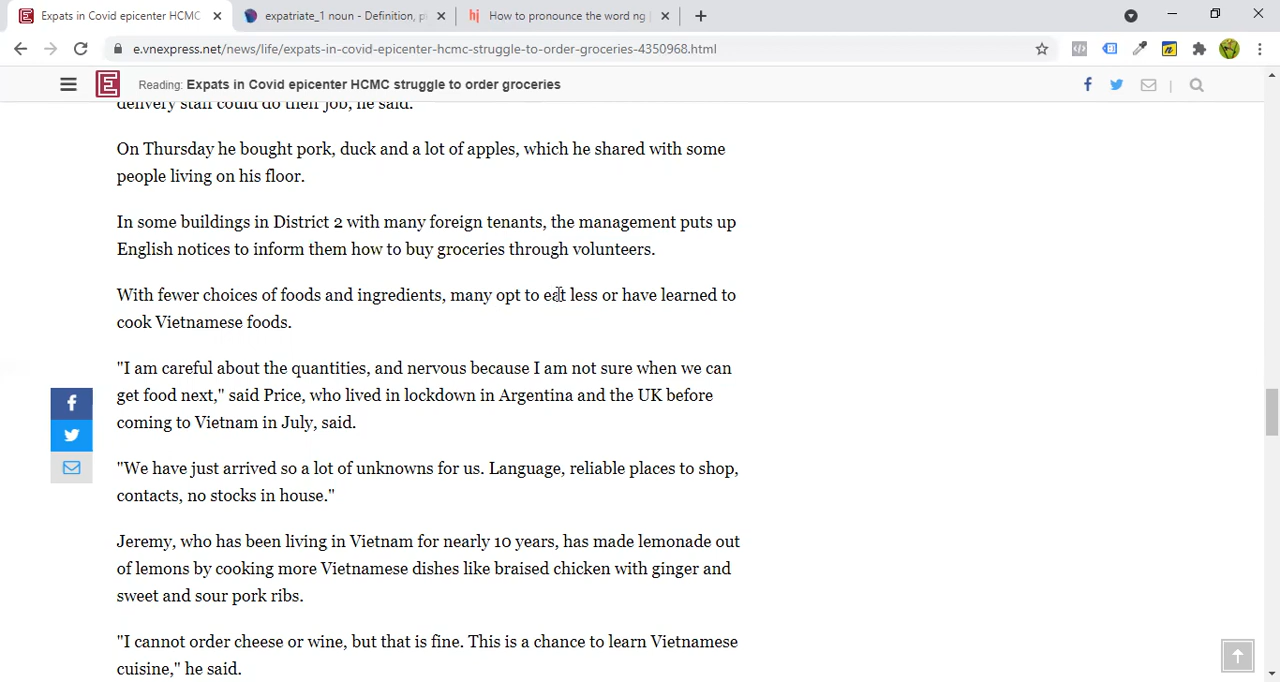 Expats in Covid epicenter HCMC
expatriate_1 noun - Definition, pi
hj How to pronounce the word ng
e.vnexpress.net/news/life/expats-in-covid-epicenter-hcmc-struggle-to-order-groceries-4350968.html
E Reading: Expats in Covid epicenter HCMC struggle to order groceries
delivery staff could do their job, he said.
On Thursday he bought pork, duck and a lot of apples, which he shared with some
people living on his floor.
In some buildings in District 2 with many foreign tenants, the management puts up
English notices to inform them how to buy groceries through volunteers.
With fewer choices of foods and ingredients, many opt to eat less or have learned to
cook Vietnamese foods.
"I am careful about the quantities, and nervous because I am not sure when we can
get food next," said Price, who lived in lockdown in Argentina and the UK before
coming to Vietnam in July, said.
"We have just arrived so a lot of unknowns for us. Language, reliable places to shop,
contacts, no stocks in house."
Jeremy, who has been living in Vietnam for nearly 10 years, has made lemonade out
of lemons by cooking more Vietnamese dishes like braised chicken with ginger and
sweet and sour pork ribs.
"I cannot order cheese or wine, but that is fine. This is a chance to learn Vietnamese
cuisine," he said.